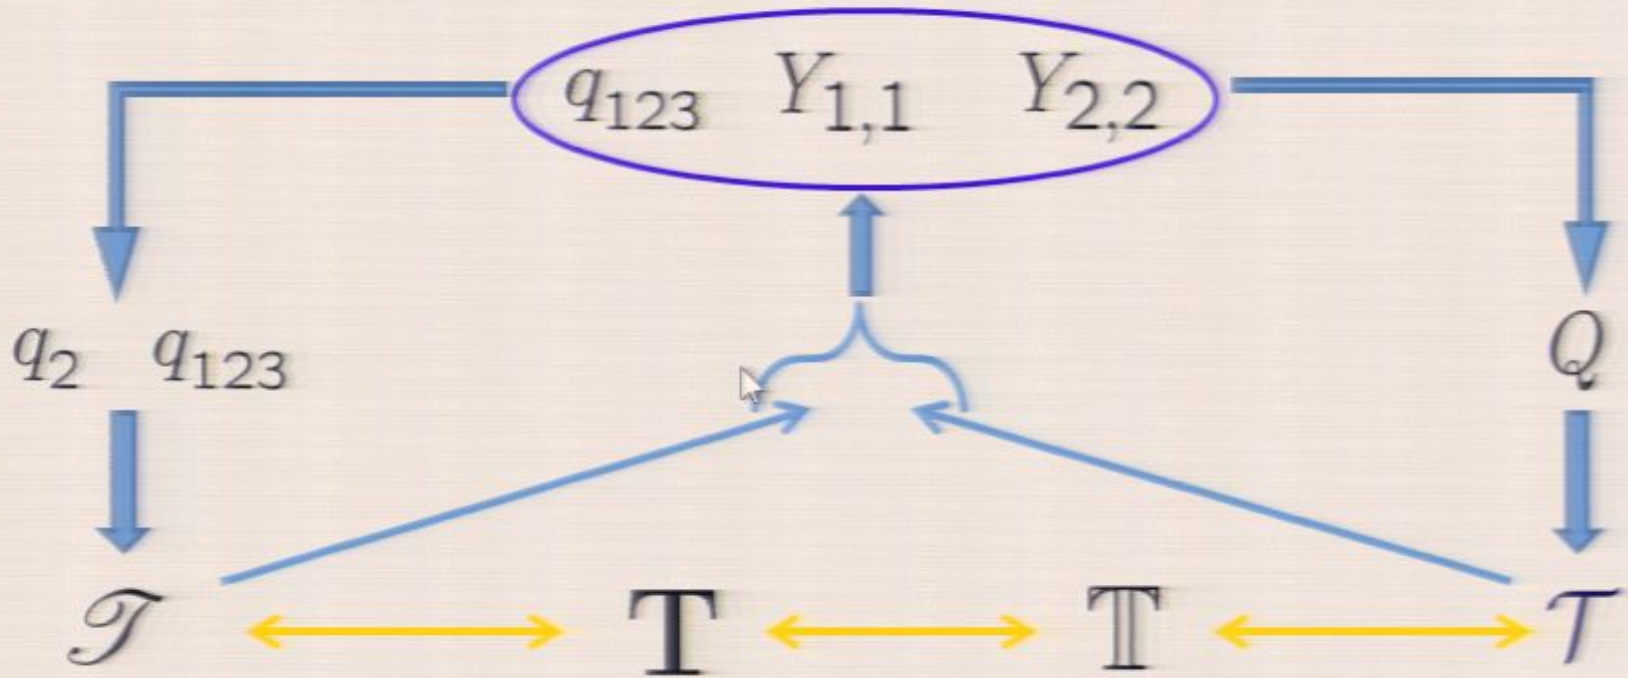 q₁₂₃ Y₁,₁ Y₂,₂
q₂ q₁₂₃ Q
𝒯 𝐓 𝕋 𝒯